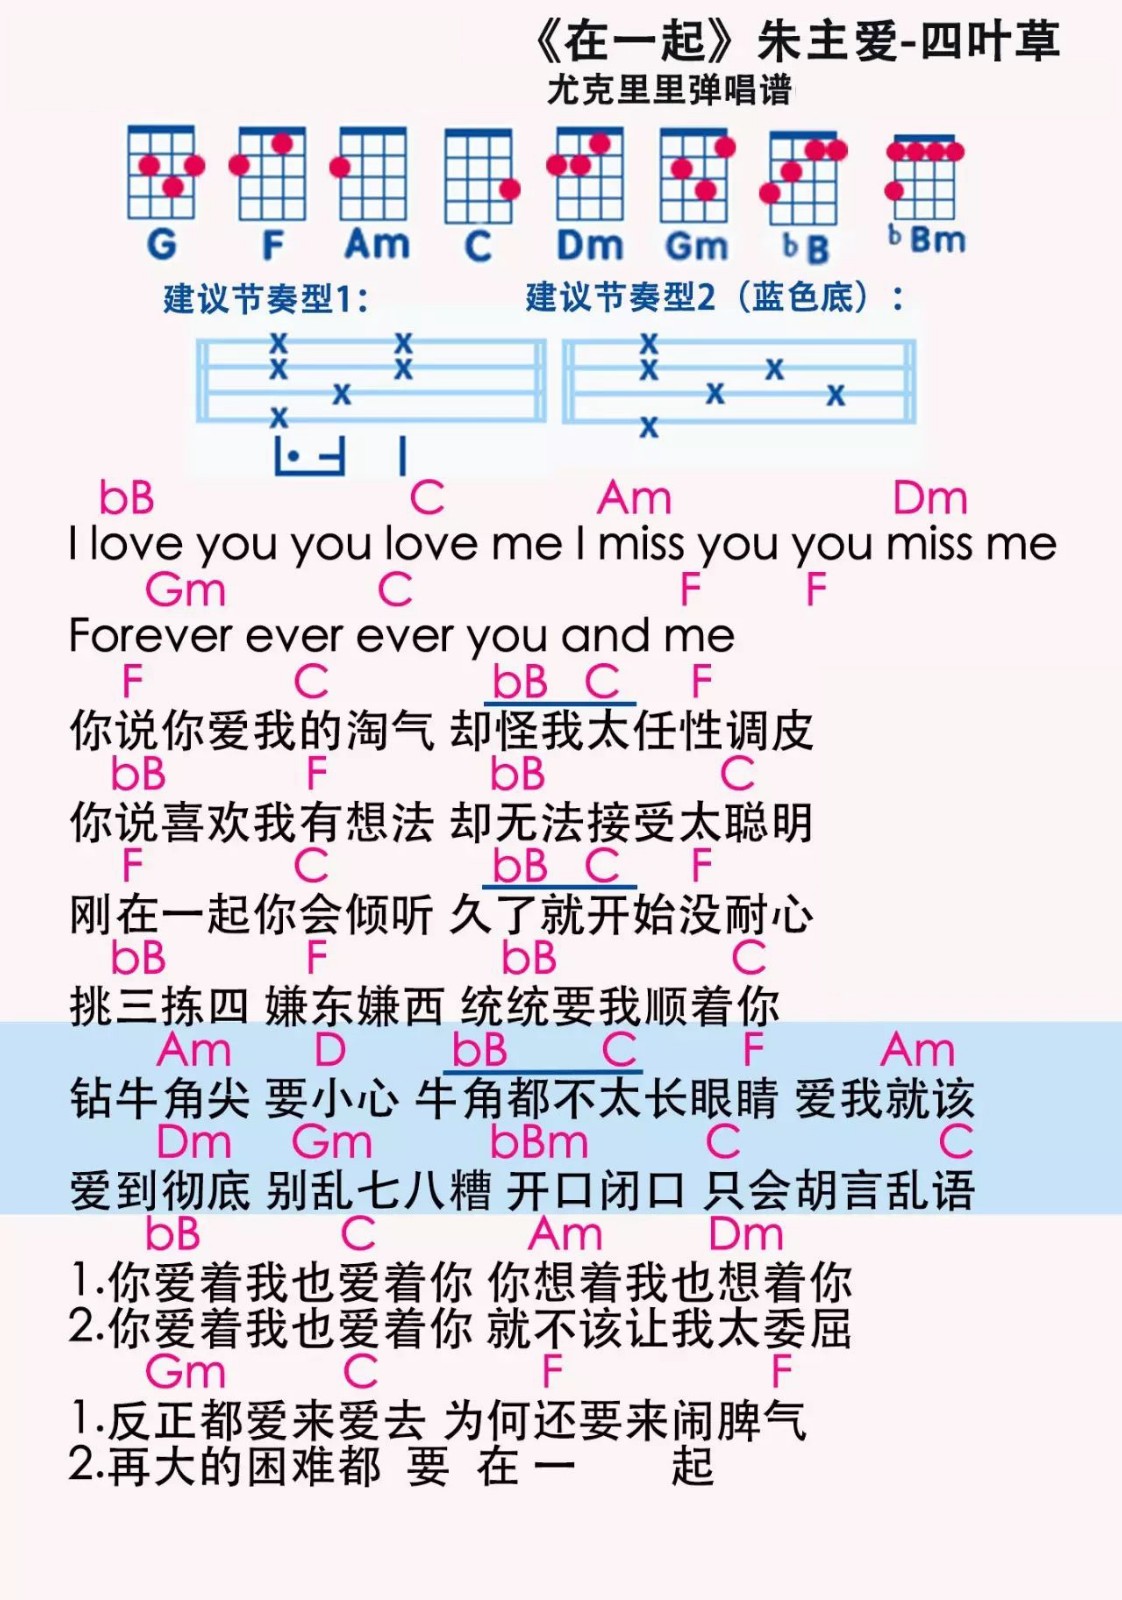 《在一起》朱主爱-四叶草
尤克里里弹唱谱
G F Am C Dm Gm ♭B ♭Bm
建议节奏型1： 建议节奏型2（蓝色底）：
x x x x
x x x x
x x x
x x
bB C Am Dm
I love you you love me I miss you you miss me
Gm C F F
Forever ever ever you and me
F C bB C F
你说你爱我的淘气 却怪我太任性调皮
bB F bB C
你说喜欢我有想法 却无法接受太聪明
F C bB C F
刚在一起你会倾听 久了就开始没耐心
bB F bB C
挑三拣四 嫌东嫌西 统统要我顺着你
Am D bB C F Am
钻牛角尖 要小心 牛角都不太长眼睛 爱我就该
Dm Gm bBm C C
爱到彻底 别乱七八糟 开口闭口 只会胡言乱语
bB C Am Dm
1.你爱着我也爱着你 你想着我也想着你
2.你爱着我也爱着你 就不该让我太委屈
Gm C F F
1.反正都爱来爱去 为何还要来闹脾气
2.再大的困难都 要 在一 起